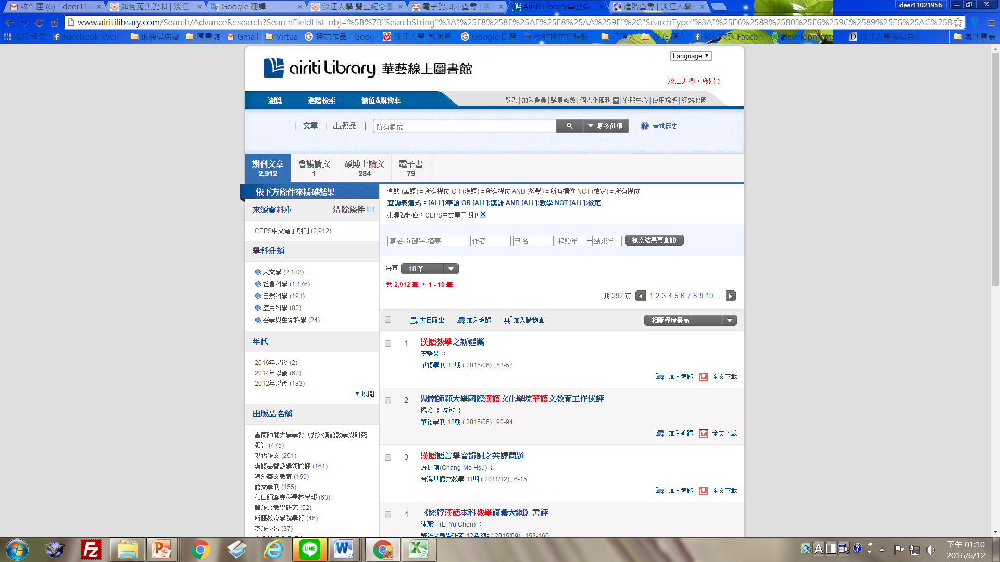 收件匣 (6) - deer110
如何蒐集資料 | 淡江
Google 翻譯
淡江大學 覺生紀念圖
電子資料庫查尋 | 淡
Airiti Library華藝線
進階查尋 | 淡江大學
deer11021956
www.airitilibrary.com/Search/AdvanceResearch?SearchFieldList_obj=%5B%7B"SearchString"%3A"%25E8%258F%25AF%25E8%25AA%259E"%2C"SearchType"%3A"%25E6%2589%2580%25E6%259C%2589%25E6%25AC%258
應用程式
Facebook-Wen
IR機構典藏
圖書館
Gmail
Virtua
押花作品 - Goog
淡江大學-教職員
Google 日曆
我的押花初體驗
已匯入
從 IE 匯入
歡迎來到 Facebo
Developments i
淡江大學機構典
其他書籤
airiti Library 華藝線上圖書館
Language
淡江大學，您好！
瀏覽 進階檢索 儲值&購物車
登入 | 加入會員 | 購買點數 | 個人化服務 | 客服中心 | 使用說明 | 網站地圖
| 文章 | 出版品 |
所有欄位
更多選項
查詢歷史
期刊文章 會議論文 碩博士論文 電子書
2,912 1 284 79
依下方條件來精確結果
來源資料庫 清除條件
CEPS中文電子期刊 (2,912)
學科分類
人文學 (2,183)
社會科學 (1,176)
自然科學 (191)
應用科學 (82)
醫學與生命科學 (24)
年代
2016年以後 (2)
2014年以後 (62)
2012年以後 (183)
▼ 展開
出版品名稱
雲南師範大學學報（對外漢語教學與研究
版） (475)
現代語文 (251)
漢語基督教學術論評 (161)
海外華文教育 (159)
語文學刊 (155)
和田師範專科學校學報 (63)
華語文教學研究 (52)
新疆教育學院學報 (46)
漢語學習 (37)
查詢 (華語) = 所有欄位 OR (漢語) = 所有欄位 AND (教學) = 所有欄位 NOT (檢定) = 所有欄位
查詢表達式：[ALL]:華語 OR [ALL]:漢語 AND [ALL]:教學 NOT [ALL]:檢定
來源資料庫：CEPS中文電子期刊
篇名.關鍵字.摘要 作者 刊名 起始年 – 結束年 檢索結果再查詢
每頁 10 筆
共 2,912 筆 ， 1 - 10 筆
共 292 頁 1 2 3 4 5 6 7 8 9 10 ...
書目匯出 加入追蹤 加入購物車 相關程度最高
1 漢語教學之新疆篇
李靜果 ；
華語學刊 18期 ( 2015/06) , 53-58
加入追蹤 全文下載
2 湖南師範大學國際漢語文化學院華語文教育工作述評
楊玲 ； 沈敏 ；
華語學刊 18期 ( 2015/06) , 90-94
加入追蹤 全文下載
3 漢語語言學音韻詞之英譯問題
許長謨(Chang-Mo Hsu) ；
台灣華語文教學 11期 ( 2011/12) , 6-15
加入追蹤 全文下載
4 《經貿漢語本科教學詞彙大綱》書評
陳麗宇(Li-Yu Chen) ；
華語文教學研究 12卷3期 ( 2015/09) , 153-160
下午 01:10
2016/6/12